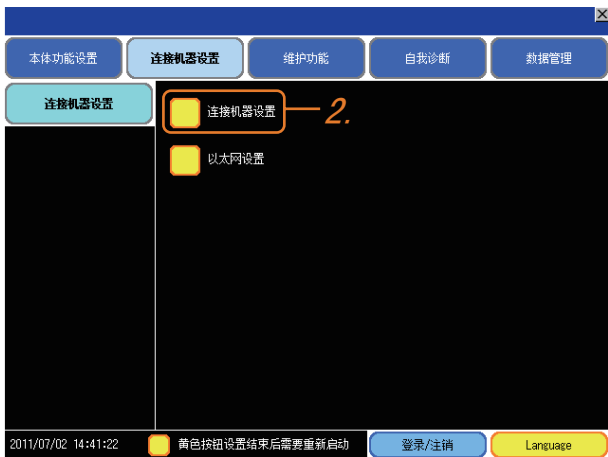 本体功能设置 连接机器设置 维护功能 自我诊断 数据管理
连接机器设置
连接机器设置 2.
以太网设置
2011/07/02 14:41:22 黄色按钮设置结束后需要重新启动 登录/注销 Language